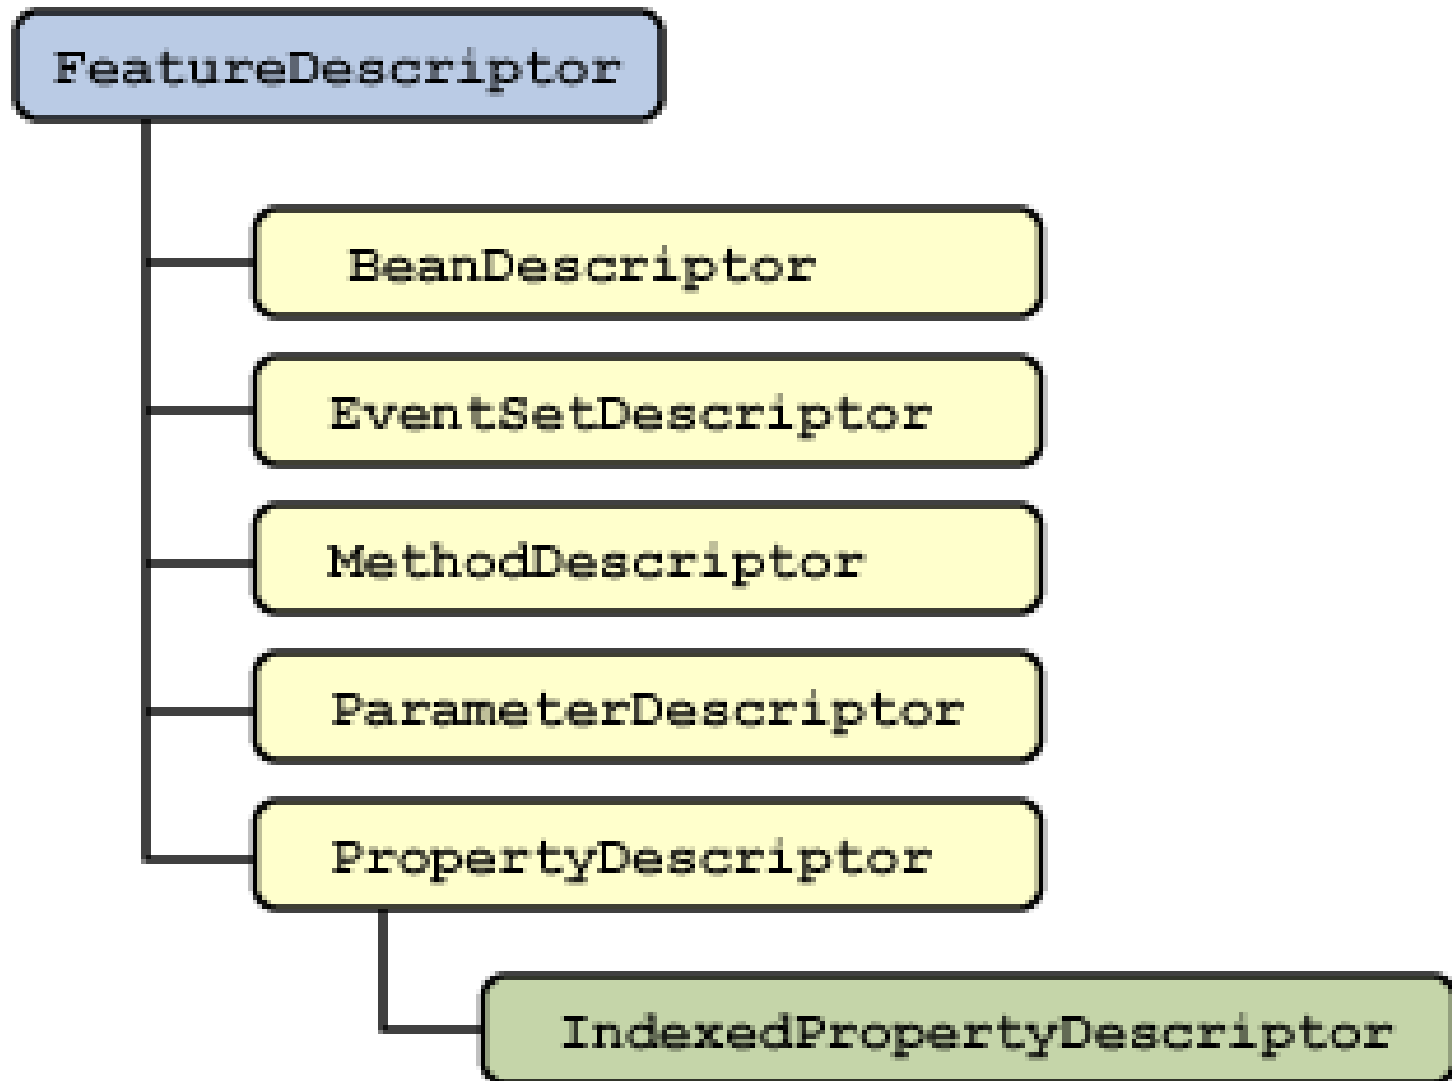 FeatureDescriptor
BeanDescriptor
EventSetDescriptor
MethodDescriptor
ParameterDescriptor
PropertyDescriptor
IndexedPropertyDescriptor